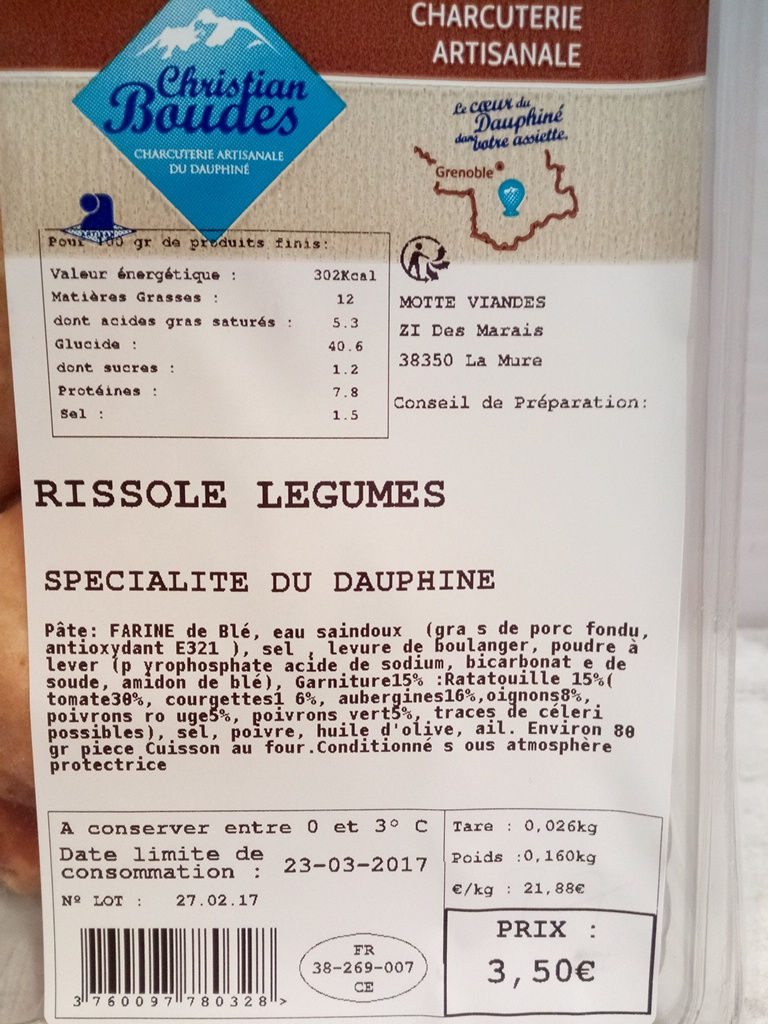 CHARCUTERIE
ARTISANALE
Christian
Boudes
CHARCUTERIE ARTISANALE
DU DAUPHINÉ
Le cœur du
Dauphiné
dans votre assiette.
Grenoble
Pour 100 gr de produits finis:
Valeur énergétique : 302Kcal
Matières Grasses : 12
dont acides gras saturés : 5.3
Glucide : 40.6
dont sucres : 1.2
Protéines : 7.8
Sel : 1.5
MOTTE VIANDES
ZI Des Marais
38350 La Mure
Conseil de Préparation:
RISSOLE LEGUMES
SPECIALITE DU DAUPHINE
Pâte: FARINE de Blé, eau saindoux (gra s de porc fondu,
antioxydant E321 ), sel , levure de boulanger, poudre à
lever (p yrophosphate acide de sodium, bicarbonat e de
soude, amidon de blé), Garniture15% :Ratatouille 15%(
tomate30%, courgettes1 6%, aubergines16%,oignons8%,
poivrons ro uge5%, poivrons vert5%, traces de céleri
possibles), sel, poivre, huile d'olive, ail. Environ 80
gr piece Cuisson au four.Conditionné s ous atmosphère
protectrice
A conserver entre 0 et 3° C
Date limite de
consommation : 23-03-2017
Nº LOT : 27.02.17
3 760097 780328 >
FR
38-269-007
CE
Tare : 0,026kg
Poids :0,160kg
€/kg : 21,88€
PRIX :
3,50€